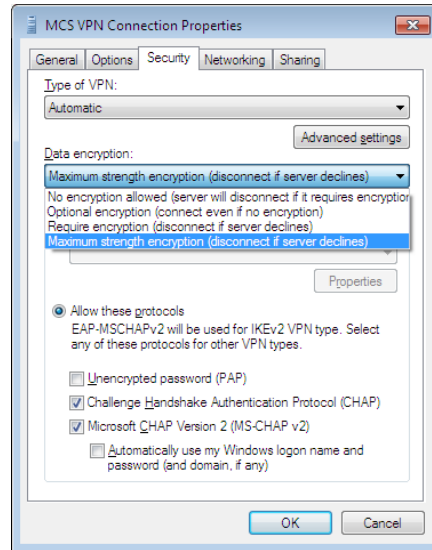 MCS VPN Connection Properties
General Options Security Networking Sharing
Type of VPN:
Automatic
Advanced settings
Data encryption:
Maximum strength encryption (disconnect if server declines)
No encryption allowed (server will disconnect if it requires encryption
Optional encryption (connect even if no encryption)
Require encryption (disconnect if server declines)
Maximum strength encryption (disconnect if server declines)
Properties
Allow these protocols
EAP-MSCHAPv2 will be used for IKEv2 VPN type. Select
any of these protocols for other VPN types.
Unencrypted password (PAP)
Challenge Handshake Authentication Protocol (CHAP)
Microsoft CHAP Version 2 (MS-CHAP v2)
Automatically use my Windows logon name and
password (and domain, if any)
OK Cancel